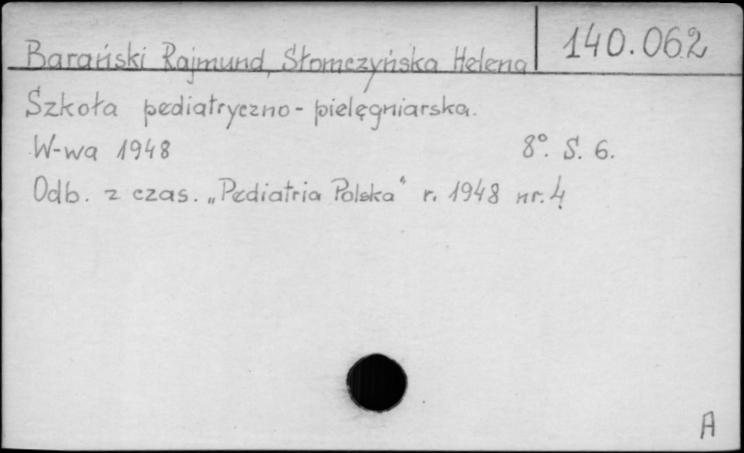 Barański Rajmund, Słomczyńska Helena 140.062
Szkoła pediatryczno-pielęgniarska.
W-wa 1948 8°. S. 6.
Odb. z czas. „Pediatria Polska" r. 1948 nr. 4
A